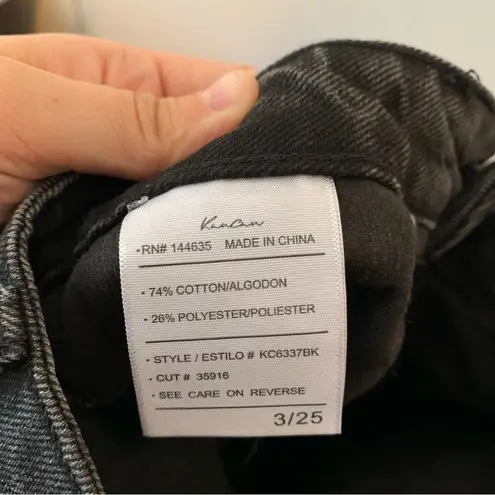 KanCan
• RN# 144635 MADE IN CHINA
• 74% COTTON/ALGODON
• 26% POLYESTER/POLIESTER
• STYLE / ESTILO # KC6337BK
• CUT # 35916
• SEE CARE ON REVERSE
3/25